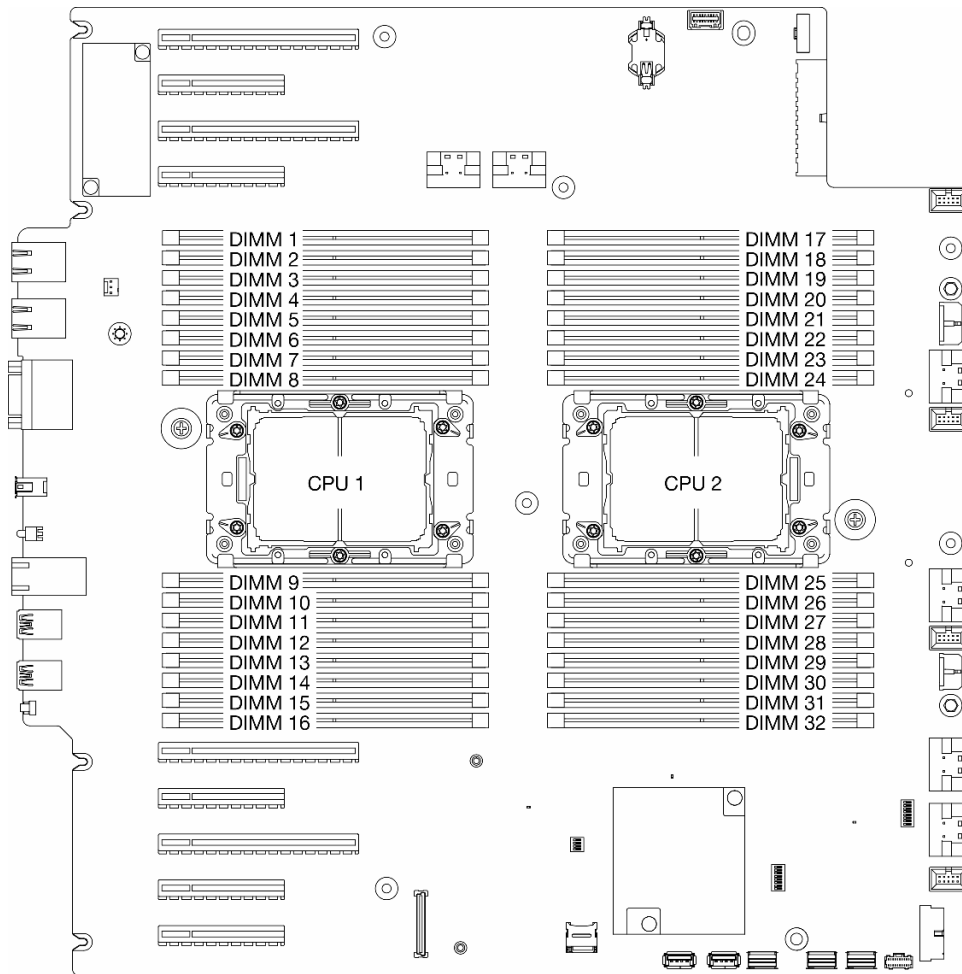 DIMM 1
DIMM 2
DIMM 3
DIMM 4
DIMM 5
DIMM 6
DIMM 7
DIMM 8
DIMM 17
DIMM 18
DIMM 19
DIMM 20
DIMM 21
DIMM 22
DIMM 23
DIMM 24
CPU 1
CPU 2
DIMM 9
DIMM 10
DIMM 11
DIMM 12
DIMM 13
DIMM 14
DIMM 15
DIMM 16
DIMM 25
DIMM 26
DIMM 27
DIMM 28
DIMM 29
DIMM 30
DIMM 31
DIMM 32